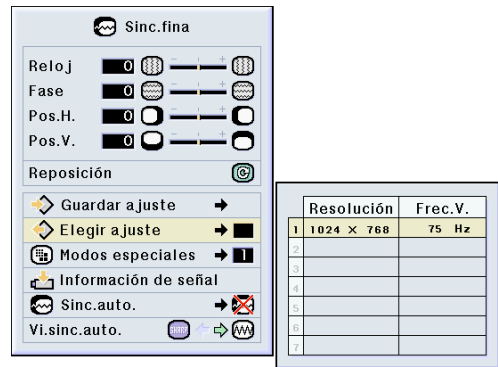 Sinc.fina
Reloj 0
Fase 0
Pos.H. 0
Pos.V. 0
Reposición
Guardar ajuste
Elegir ajuste
Modos especiales 1
Información de señal
Sinc.auto.
Vi.sinc.auto. SHARP
Resolución Frec.V.
1 1024 X 768 75 Hz
2
3
4
5
6
7